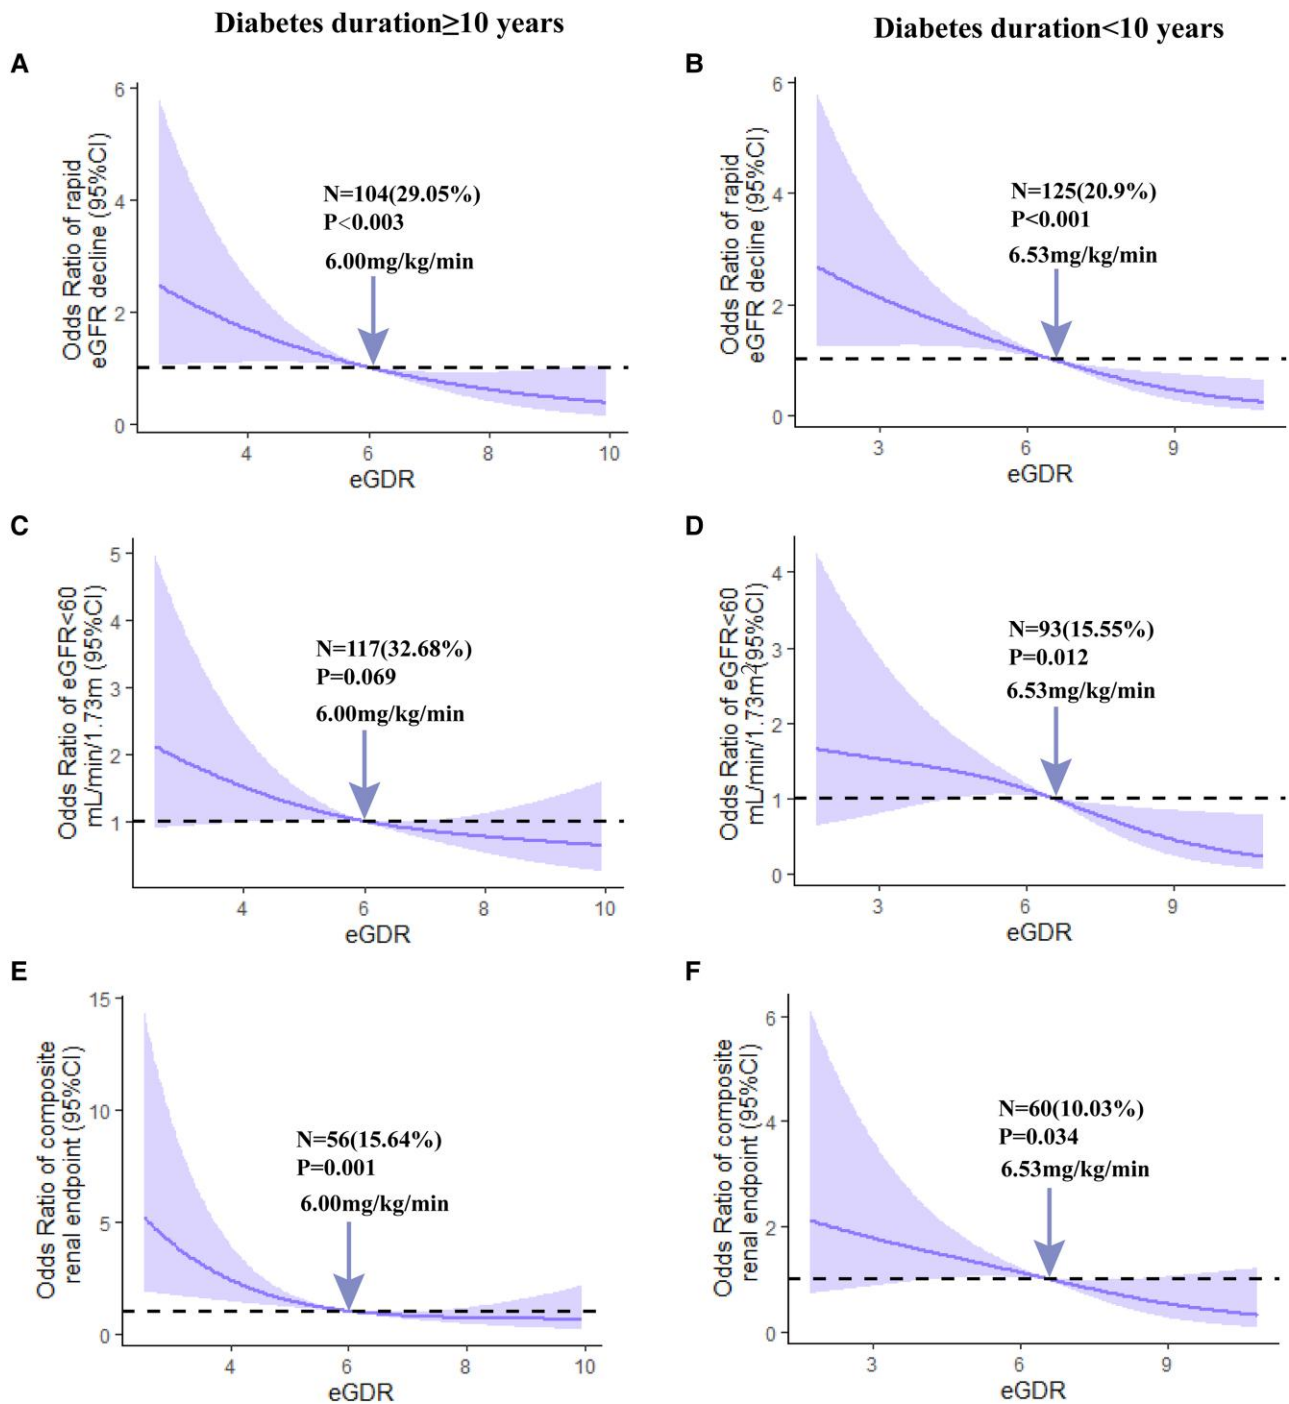 Diabetes duration≥10 years
Diabetes duration<10 years
A
Odds Ratio of rapid
eGFR decline (95%CI)
6
4
2
0
N=104(29.05%)
P<0.003
6.00mg/kg/min
4
6
8
10
eGDR
B
Odds Ratio of rapid
eGFR decline (95%CI)
6
4
2
0
N=125(20.9%)
P<0.001
6.53mg/kg/min
3
6
9
eGDR
C
Odds Ratio of eGFR<60
mL/min/1.73m (95%CI)
5
4
3
2
1
N=117(32.68%)
P=0.069
6.00mg/kg/min
4
6
8
10
eGDR
D
Odds Ratio of eGFR<60
mL/min/1.73m²(95%CI)
4
3
2
1
0
N=93(15.55%)
P=0.012
6.53mg/kg/min
3
6
9
eGDR
E
Odds Ratio of composite
renal endpoint (95%CI)
15
10
5
0
N=56(15.64%)
P=0.001
6.00mg/kg/min
4
6
8
10
eGDR
F
Odds Ratio of composite
renal endpoint (95%CI)
6
4
2
0
N=60(10.03%)
P=0.034
6.53mg/kg/min
3
6
9
eGDR